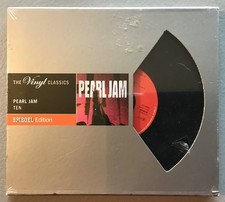 THE Vinyl CLASSICS
PEARL JAM
TEN
SPIEGEL Edition
PEARL JAM